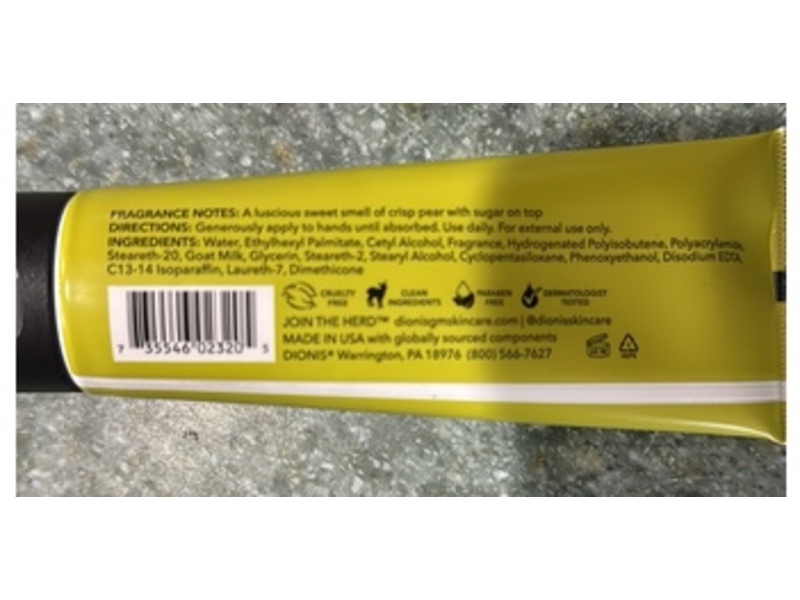 FRAGRANCE NOTES: A luscious sweet smell of crisp pear with sugar on top
DIRECTIONS: Generously apply to hands until absorbed. Use daily. For external use only.
INGREDIENTS: Water, Ethylhexyl Palmitate, Cetyl Alcohol, Fragrance, Hydrogenated Polyisobutene, Polyacrylamide,
Steareth-20, Goat Milk, Glycerin, Steareth-2, Stearyl Alcohol, Cyclopentasiloxane, Phenoxyethanol, Disodium EDTA,
C13-14 Isoparaffin, Laureth-7, Dimethicone
CRUELTY FREE
CLEAN INGREDIENTS
PARABEN FREE
DERMATOLOGIST TESTED
JOIN THE HERD™ dionisgmskincare.com | @dionisskincare
MADE IN USA with globally sourced components
DIONIS® Warrington, PA 18976 (800) 566-7627
7 35546 02320 5